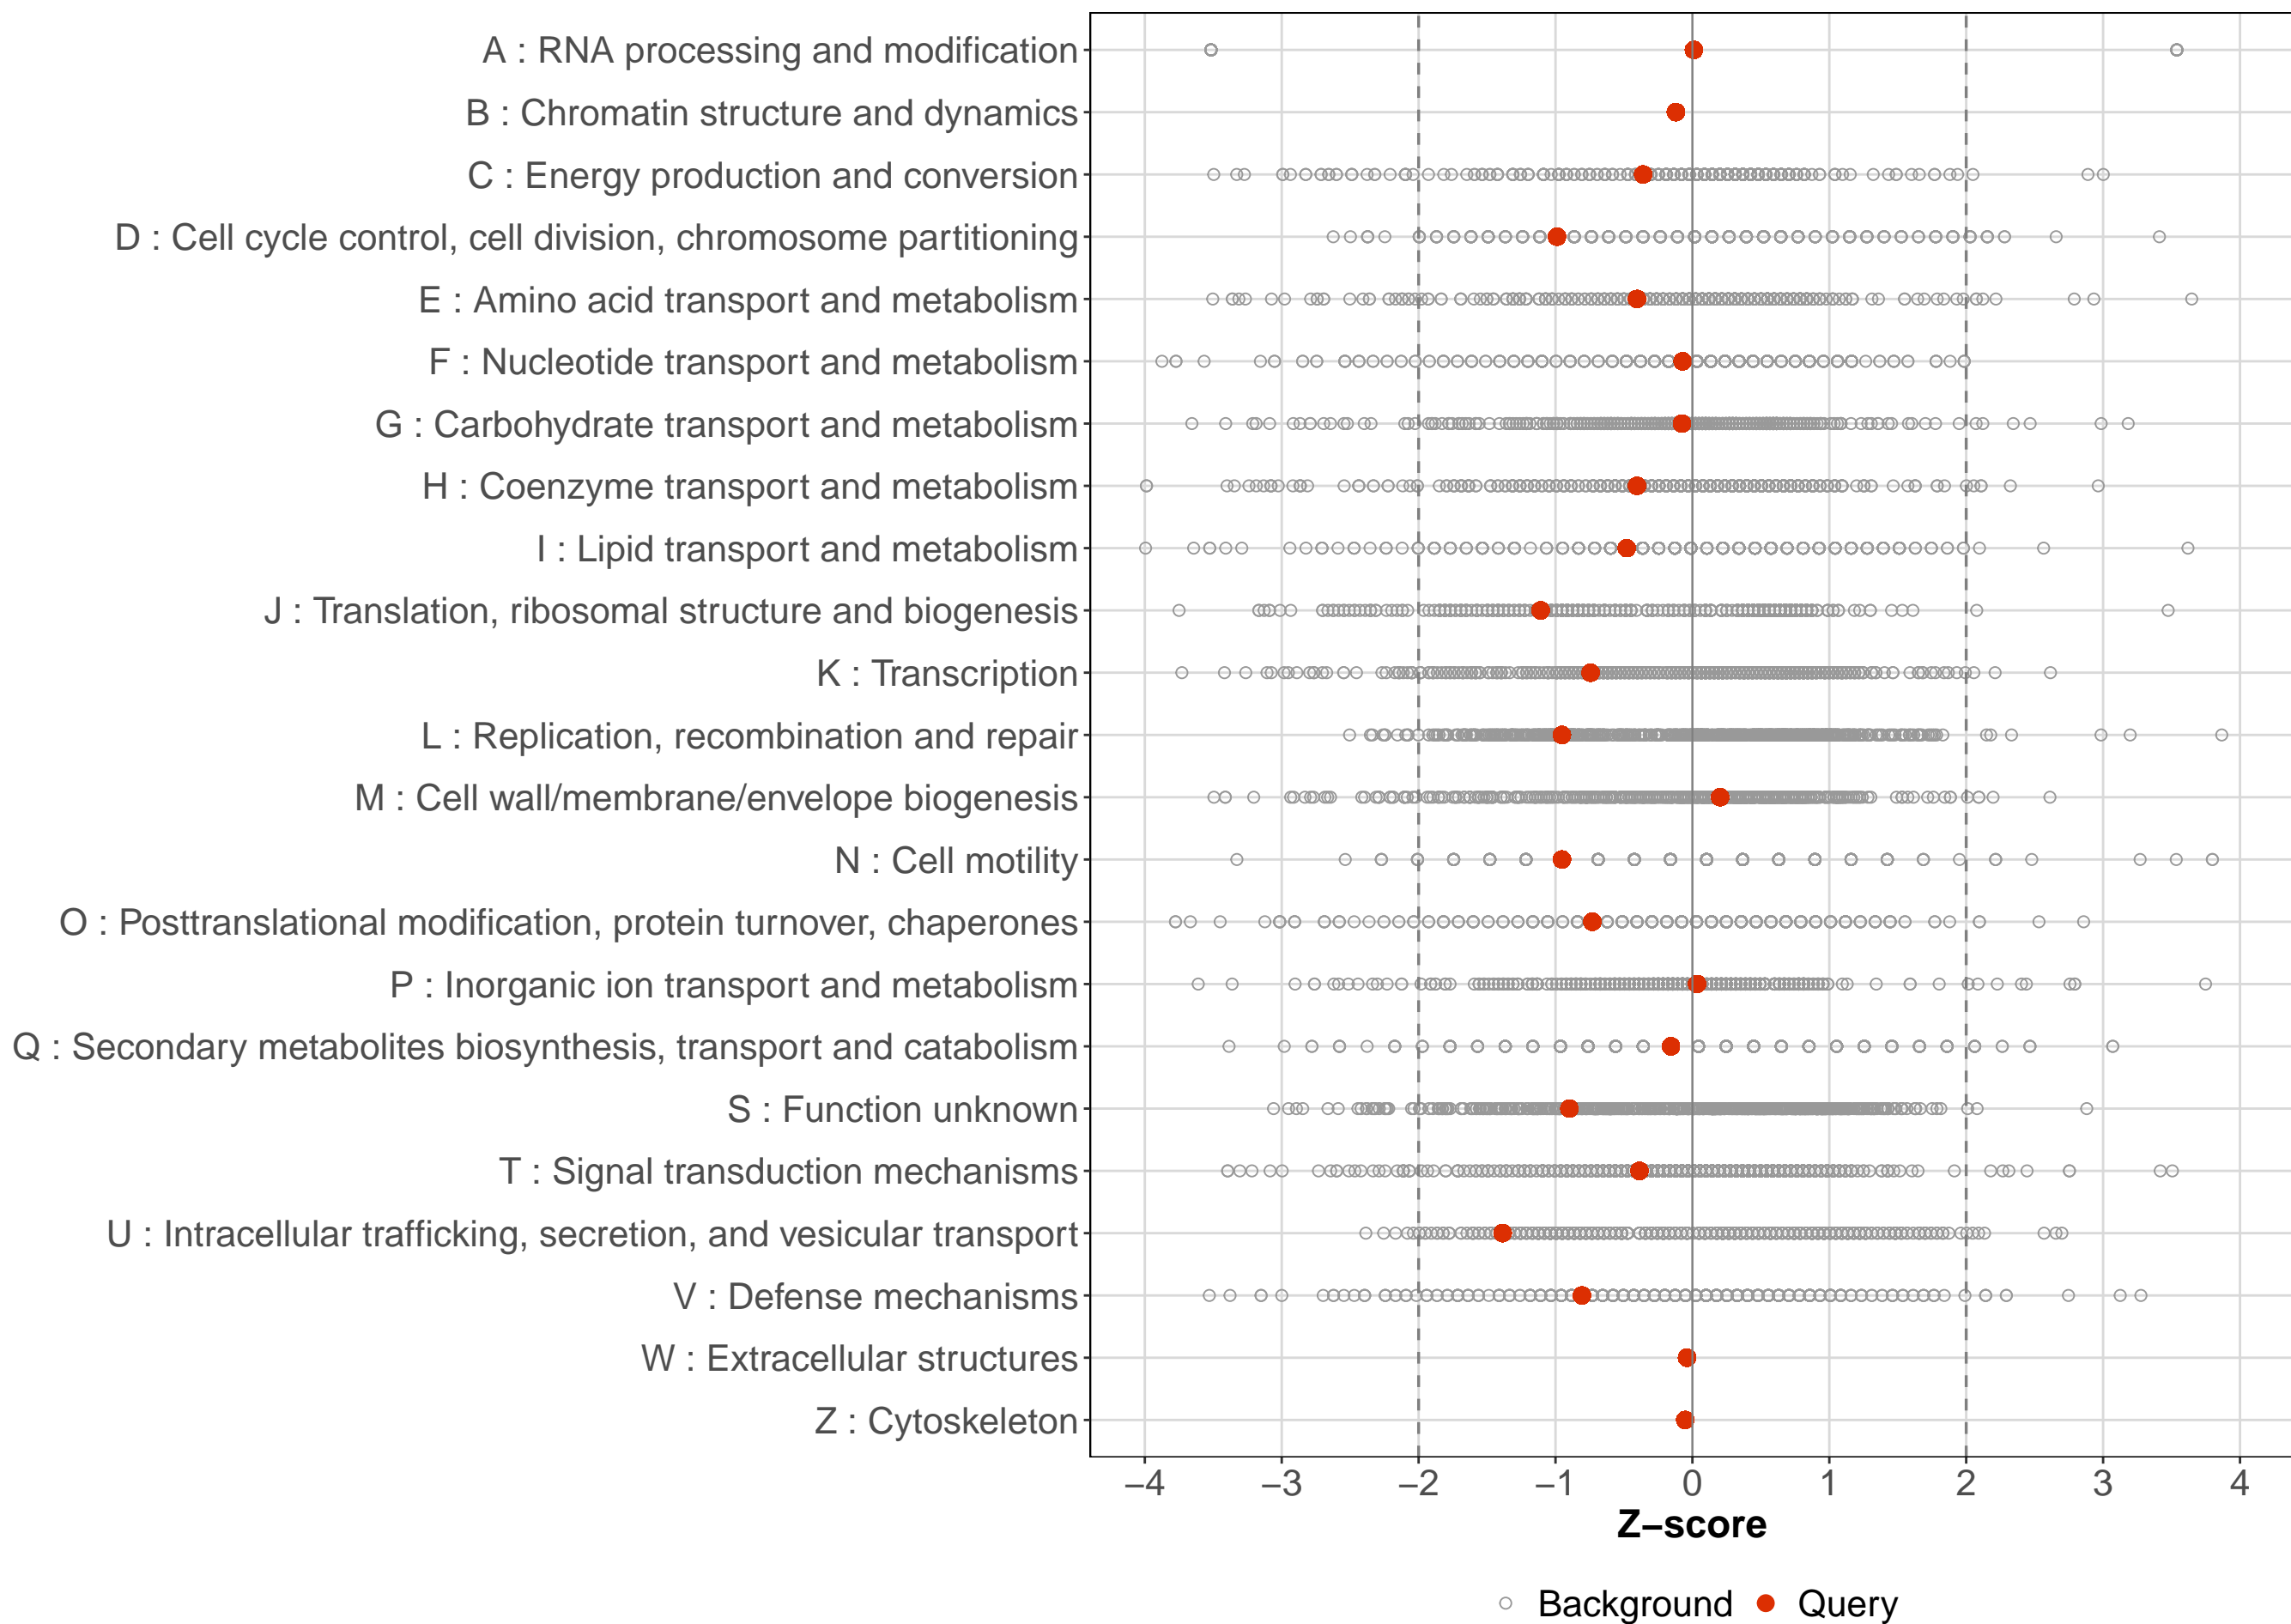 A : RNA processing and modification
B : Chromatin structure and dynamics
C : Energy production and conversion
D : Cell cycle control, cell division, chromosome partitioning
E : Amino acid transport and metabolism
F : Nucleotide transport and metabolism
G : Carbohydrate transport and metabolism
H : Coenzyme transport and metabolism
I : Lipid transport and metabolism
J : Translation, ribosomal structure and biogenesis
K : Transcription
L : Replication, recombination and repair
M : Cell wall/membrane/envelope biogenesis
N : Cell motility
O : Posttranslational modification, protein turnover, chaperones
P : Inorganic ion transport and metabolism
Q : Secondary metabolites biosynthesis, transport and catabolism
S : Function unknown
T : Signal transduction mechanisms
U : Intracellular trafficking, secretion, and vesicular transport
V : Defense mechanisms
W : Extracellular structures
Z : Cytoskeleton
−4 −3 −2 −1 0 1 2 3 4
Z−score
Background Query